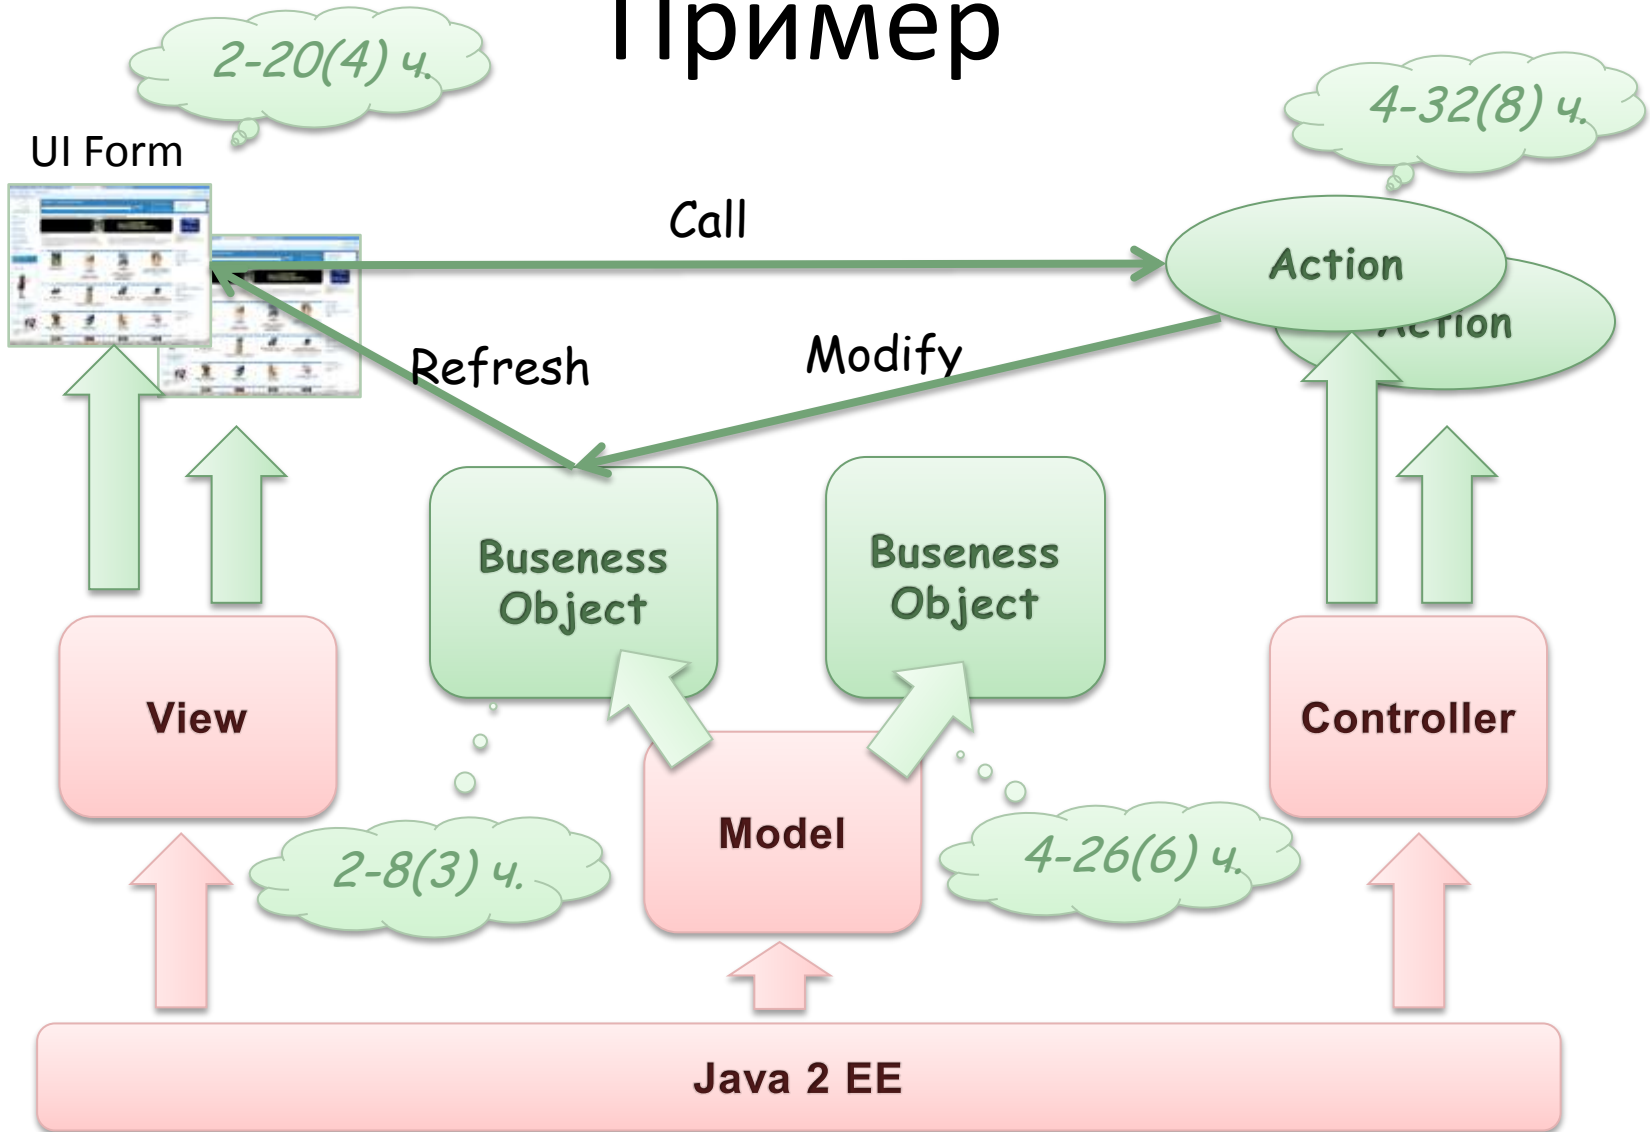 Пример
2-20(4) ч.
4-32(8) ч.
UI Form
Call
Action
Action
Refresh
Modify
Buseness
Object
Buseness
Object
View
Controller
Model
2-8(3) ч.
4-26(6) ч.
Java 2 EE